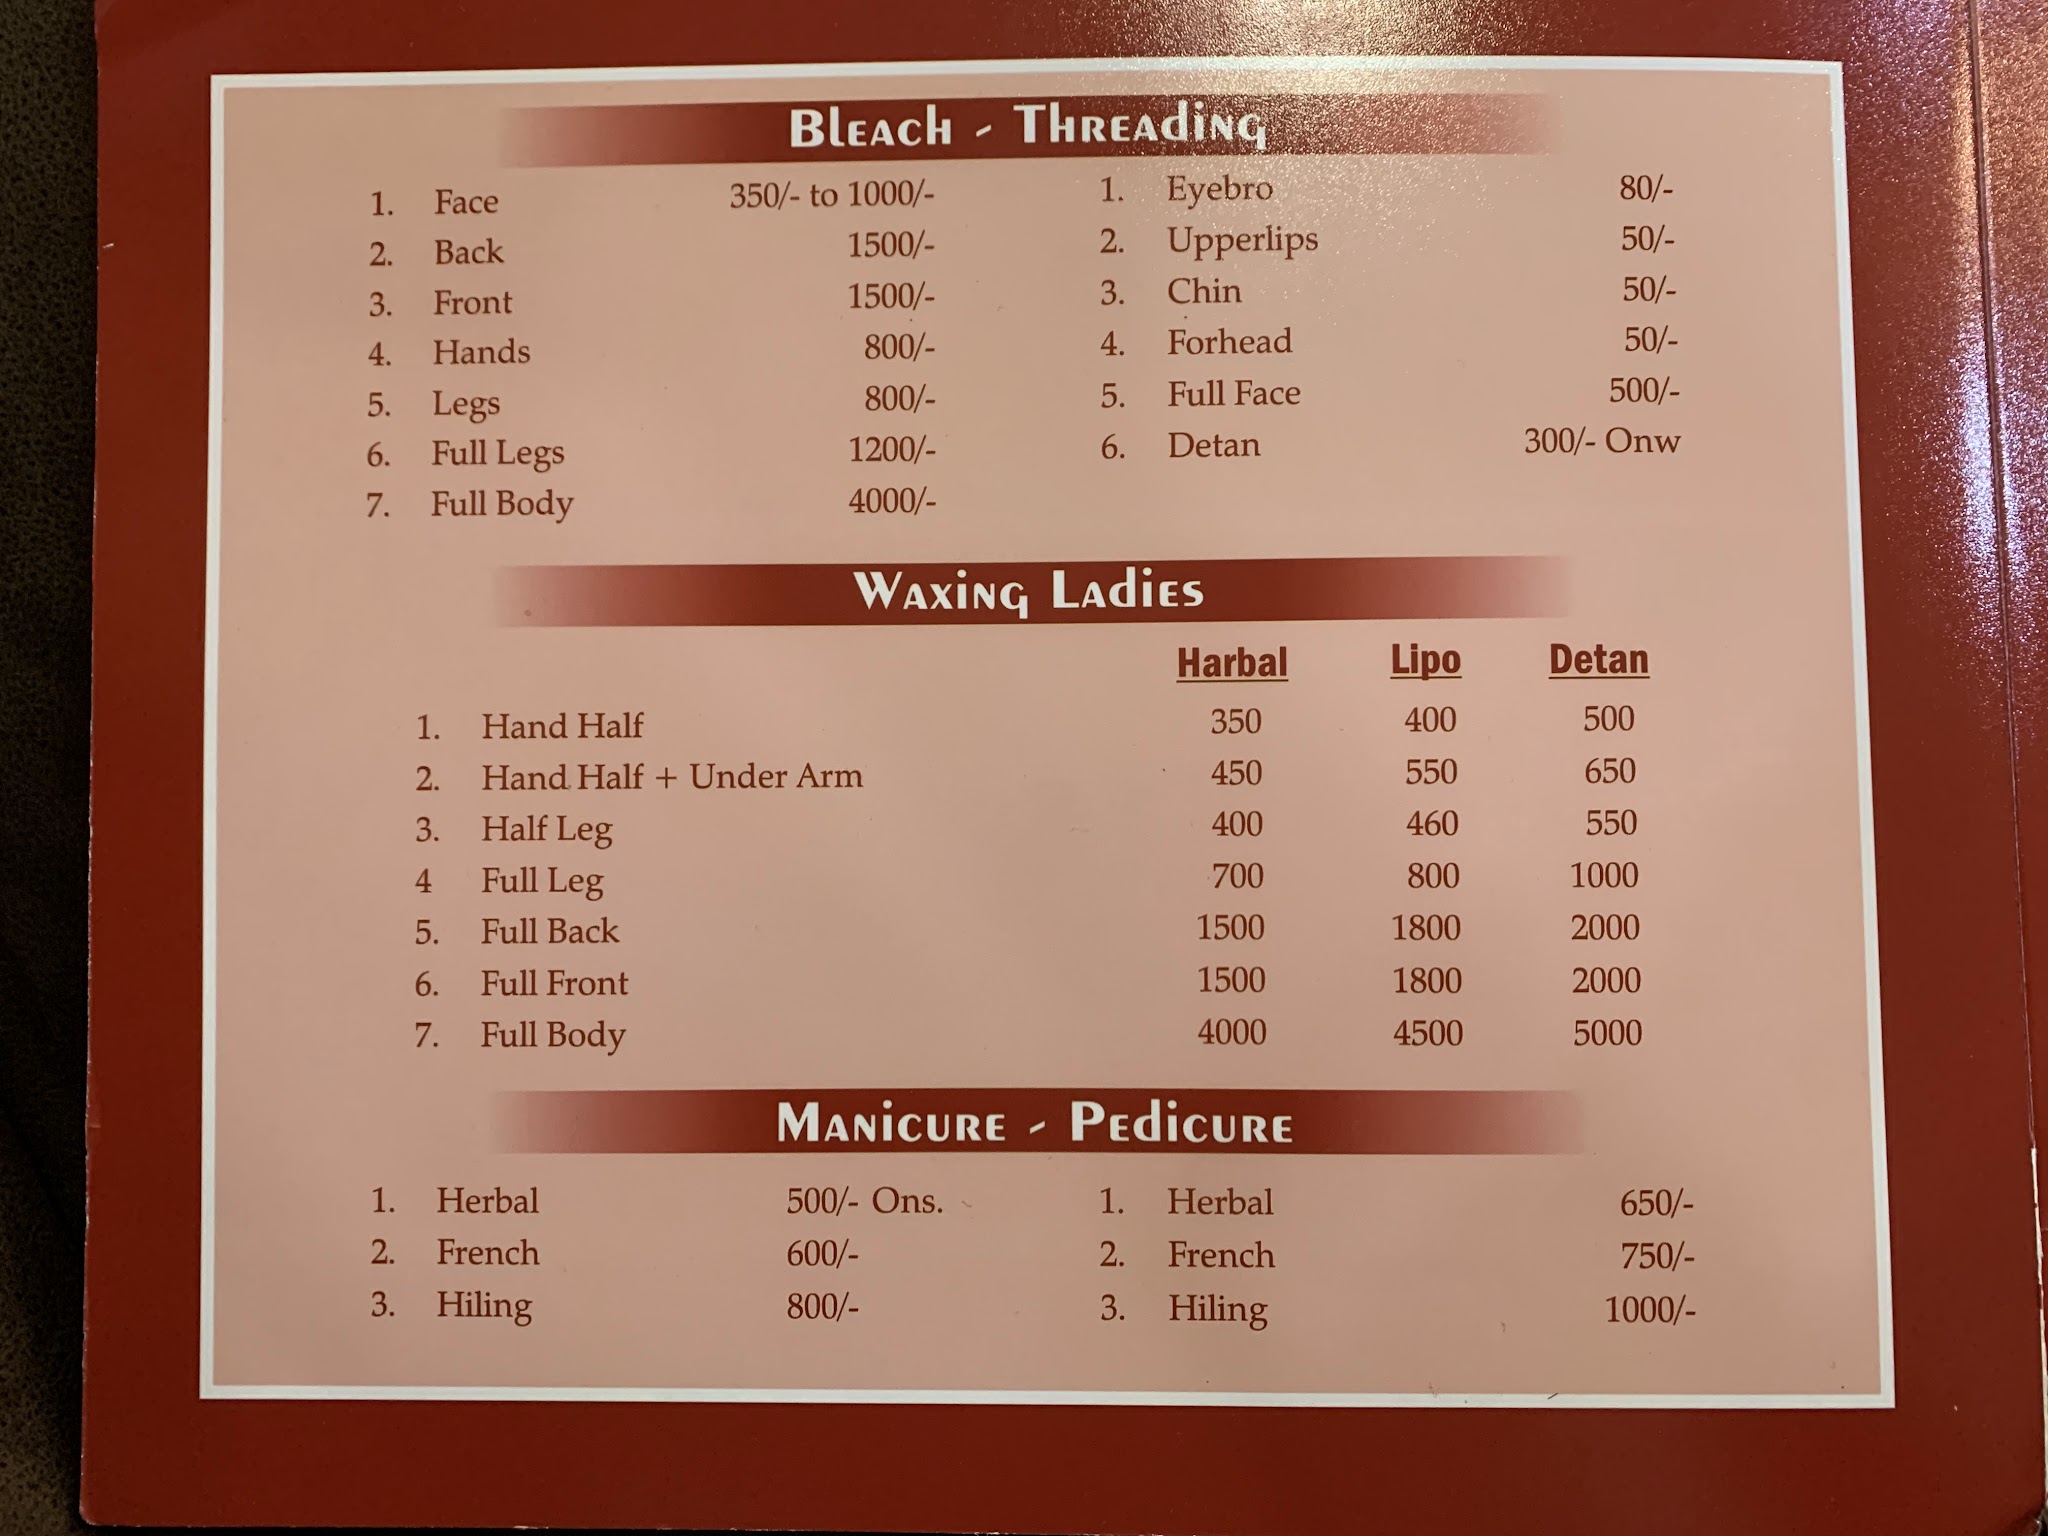 Bleach - Threading
1. Face 350/- to 1000/- 1. Eyebro 80/-
2. Back 1500/- 2. Upperlips 50/-
3. Front 1500/- 3. Chin 50/-
4. Hands 800/- 4. Forhead 50/-
5. Legs 800/- 5. Full Face 500/-
6. Full Legs 1200/- 6. Detan 300/- Onw
7. Full Body 4000/-
Waxing Ladies
Harbal Lipo Detan
1. Hand Half 350 400 500
2. Hand Half + Under Arm 450 550 650
3. Half Leg 400 460 550
4 Full Leg 700 800 1000
5. Full Back 1500 1800 2000
6. Full Front 1500 1800 2000
7. Full Body 4000 4500 5000
Manicure - Pedicure
1. Herbal 500/- Ons. 1. Herbal 650/-
2. French 600/- 2. French 750/-
3. Hiling 800/- 3. Hiling 1000/-